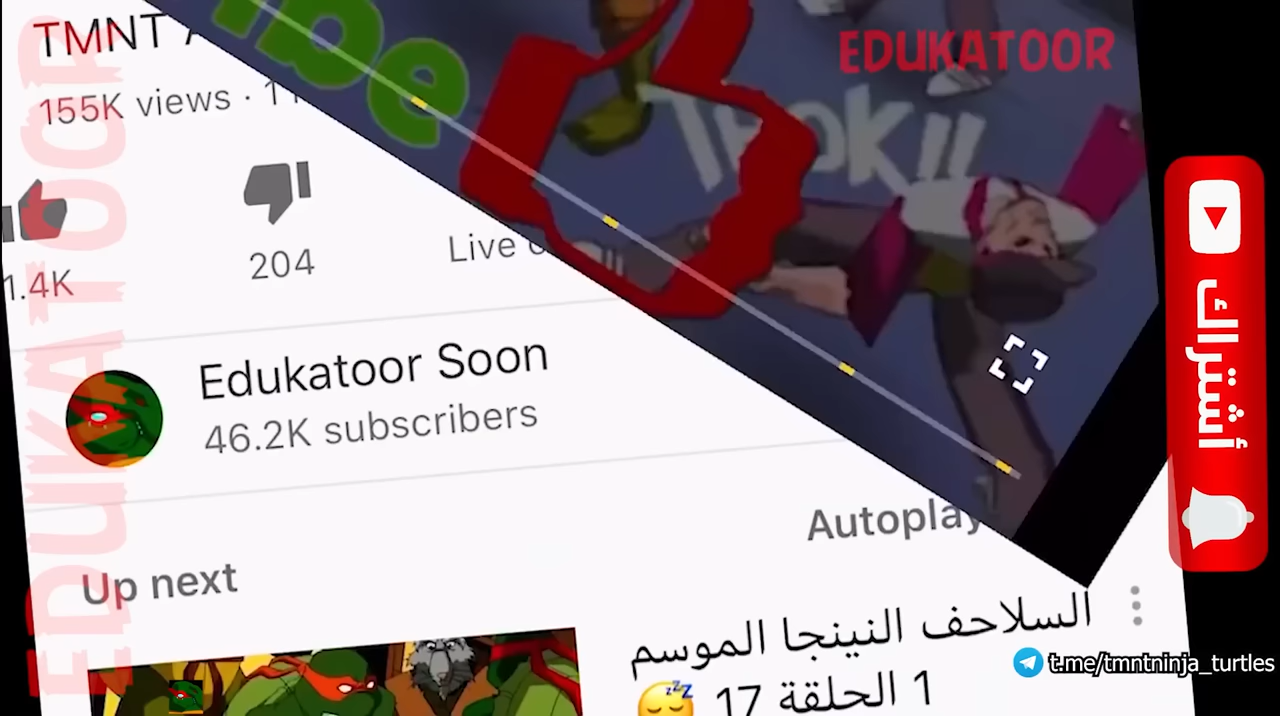 TMNT
155K views
EDUKATOOR
1.4K
204
Live
Edukatoor Soon
46.2K subscribers
Autoplay
Up next
السلاحف النينجا الموسم
1 الحلقة 17 😴
أشتراك
t.me/tmntninja_turtles
EDUKATOOR